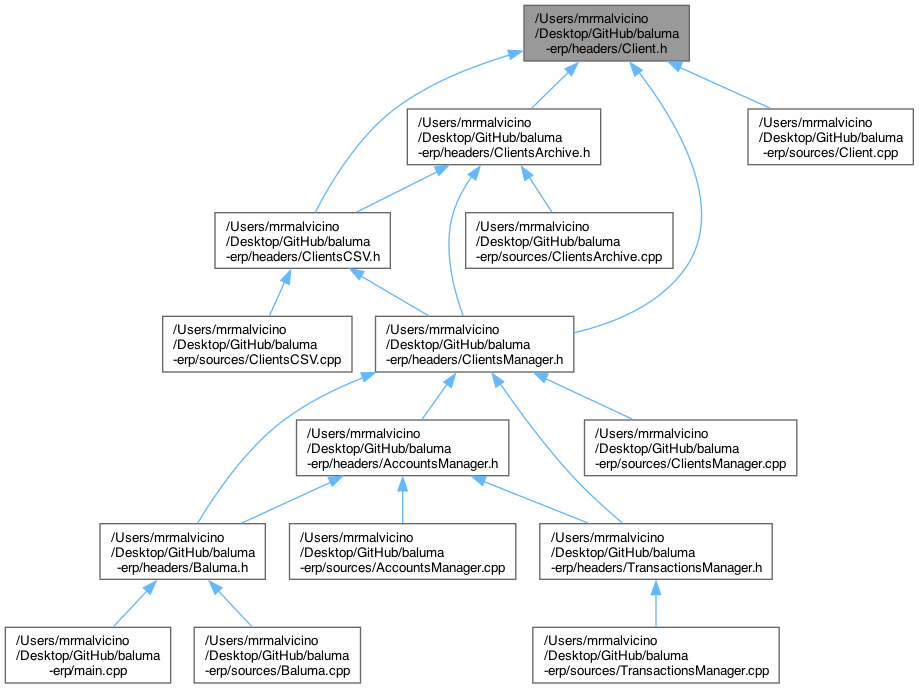 /Users/mrmalvicino
/Desktop/GitHub/baluma
-erp/headers/Client.h
/Users/mrmalvicino
/Desktop/GitHub/baluma
-erp/headers/ClientsArchive.h
/Users/mrmalvicino
/Desktop/GitHub/baluma
-erp/sources/Client.cpp
/Users/mrmalvicino
/Desktop/GitHub/baluma
-erp/headers/ClientsCSV.h
/Users/mrmalvicino
/Desktop/GitHub/baluma
-erp/sources/ClientsArchive.cpp
/Users/mrmalvicino
/Desktop/GitHub/baluma
-erp/sources/ClientsCSV.cpp
/Users/mrmalvicino
/Desktop/GitHub/baluma
-erp/headers/ClientsManager.h
/Users/mrmalvicino
/Desktop/GitHub/baluma
-erp/headers/AccountsManager.h
/Users/mrmalvicino
/Desktop/GitHub/baluma
-erp/sources/ClientsManager.cpp
/Users/mrmalvicino
/Desktop/GitHub/baluma
-erp/headers/Baluma.h
/Users/mrmalvicino
/Desktop/GitHub/baluma
-erp/sources/AccountsManager.cpp
/Users/mrmalvicino
/Desktop/GitHub/baluma
-erp/headers/TransactionsManager.h
/Users/mrmalvicino
/Desktop/GitHub/baluma
-erp/main.cpp
/Users/mrmalvicino
/Desktop/GitHub/baluma
-erp/sources/Baluma.cpp
/Users/mrmalvicino
/Desktop/GitHub/baluma
-erp/sources/TransactionsManager.cpp